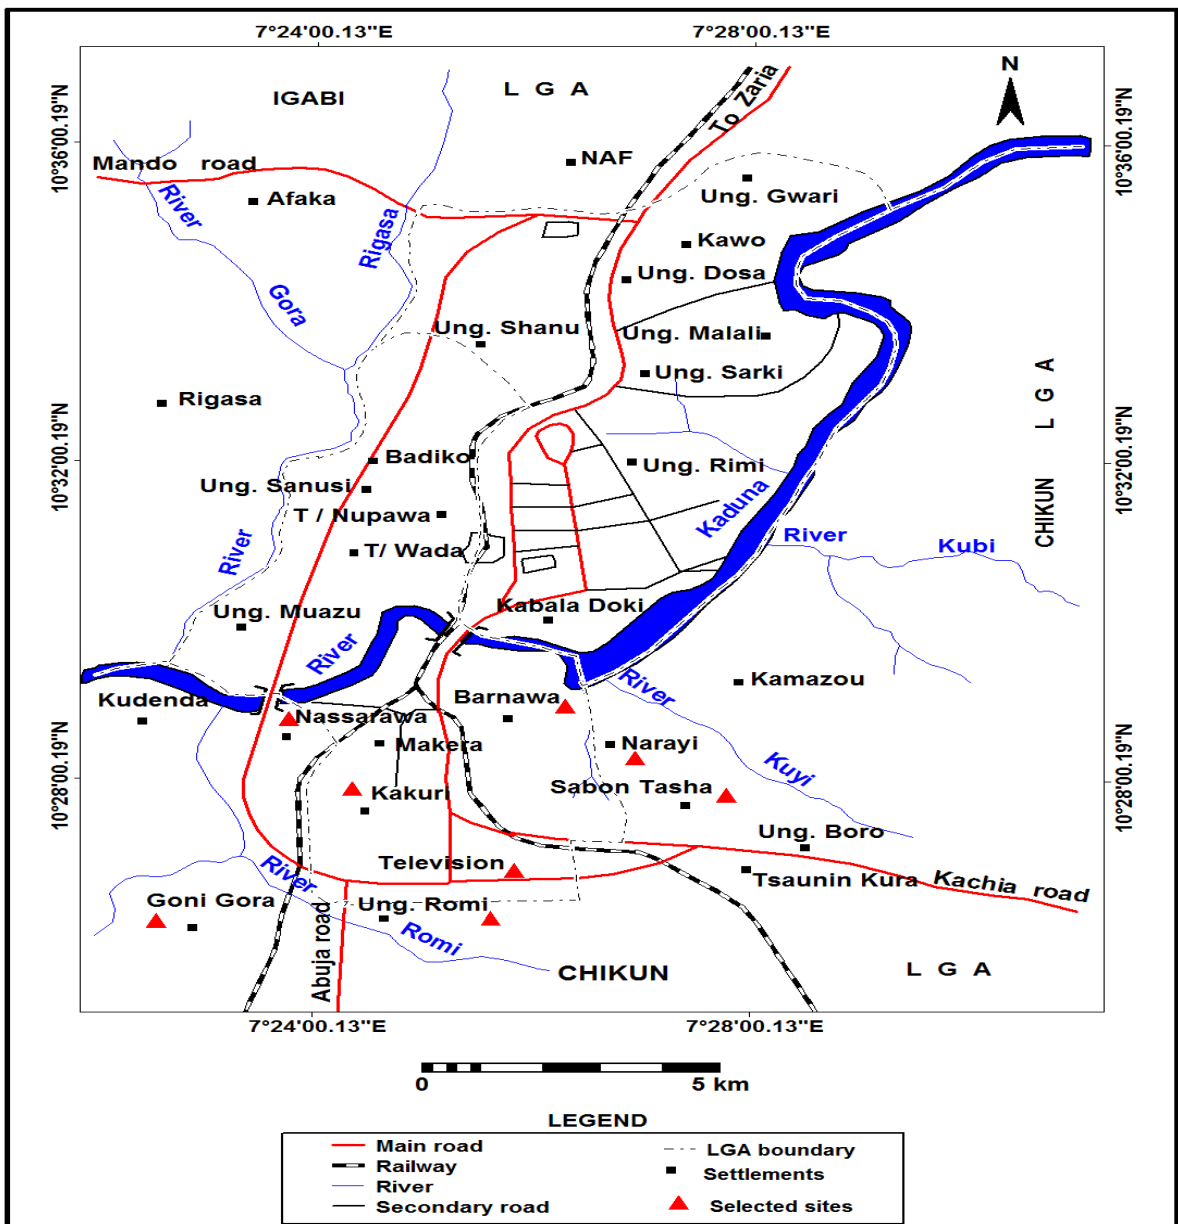 7°24'00.13"E
7°28'00.13"E
L G A
IGABI
N
To Zaria
10°36'00.19"N
10°36'00.19"N
Mando road
NAF
Afaka
River
Ung. Gwari
Rigasa
Kawo
Ung. Dosa
Gora
Ung. Shanu
Ung. Malali
Ung. Sarki
CHIKUN L G A
Rigasa
Badiko
Ung. Rimi
10°32'00.19"N
10°32'00.19"N
Ung. Sanusi
Kaduna
T / Nupawa
River
River
Kubi
T/ Wada
Kabala Doki
Ung. Muazu
River
River
Kamazou
Kudenda
Barnawa
Nassarawa
Makera
Narayi
Kuyi
10°28'00.19"N
10°28'00.19"N
Kakuri
Sabon Tasha
Ung. Boro
River
Television
Tsaunin Kura
Kachia road
Goni Gora
Ung. Romi
Romi
Abuja road
CHIKUN
L G A
7°24'00.13"E
7°28'00.13"E
0
5 km
LEGEND
Main road
LGA boundary
Railway
Settlements
River
Secondary road
Selected sites